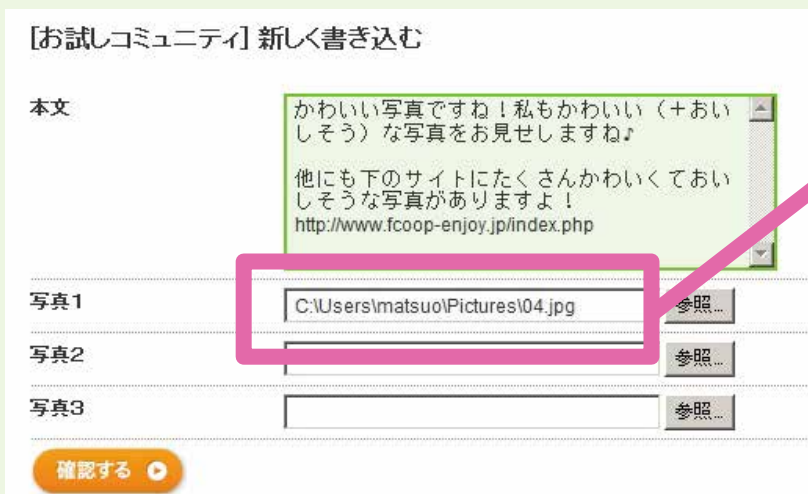 [お試しコミュニティ] 新しく書き込む
本文
かわいい写真ですね！私もかわいい（＋おい
しそう）な写真をお見せしますね♪
他にも下のサイトにたくさんかわいくておい
しそうな写真がありますよ！
http://www.fcoop-enjoy.jp/index.php
写真1 C:\Users\matsuo\Pictures\04.jpg 参照...
写真2 参照...
写真3 参照...
確認する